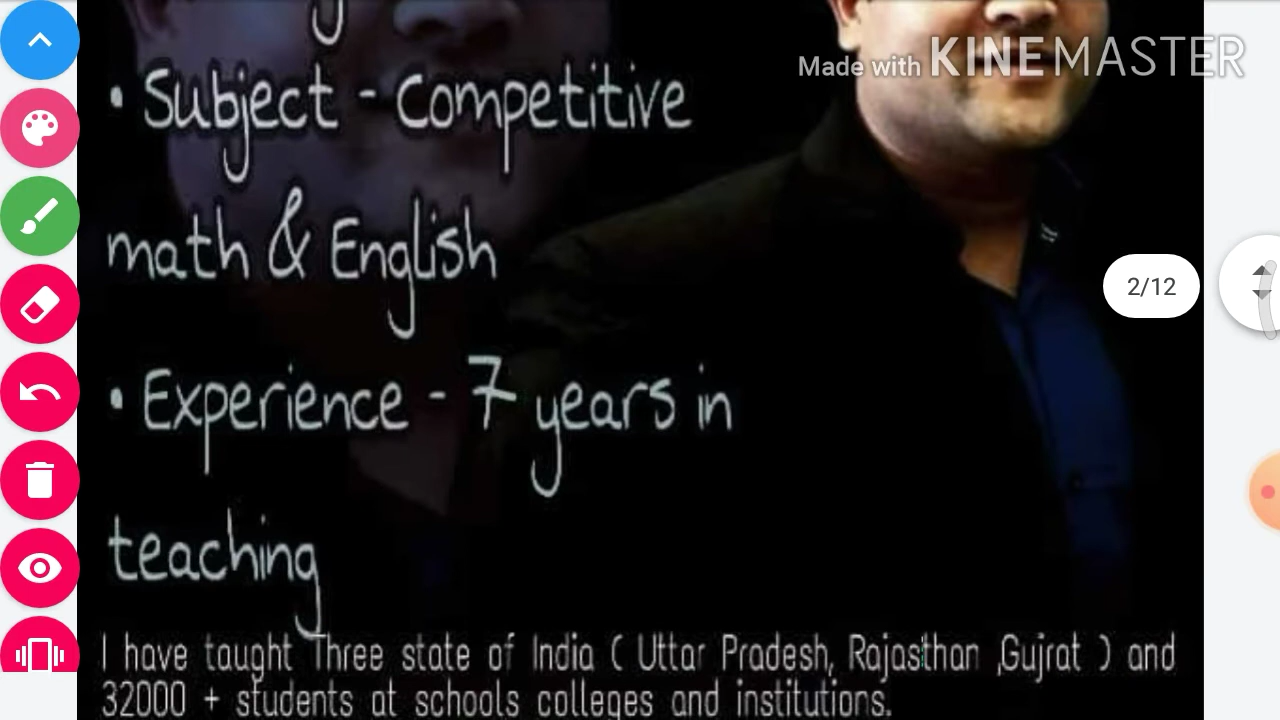 Made with KINEMASTER
• Subject - Competitive
math & English
2/12
• Experience - 7 years in
teaching
I have taught Three state of India ( Uttar Pradesh, Rajasthan ,Gujrat ) and
32000 + students at schools colleges and institutions.